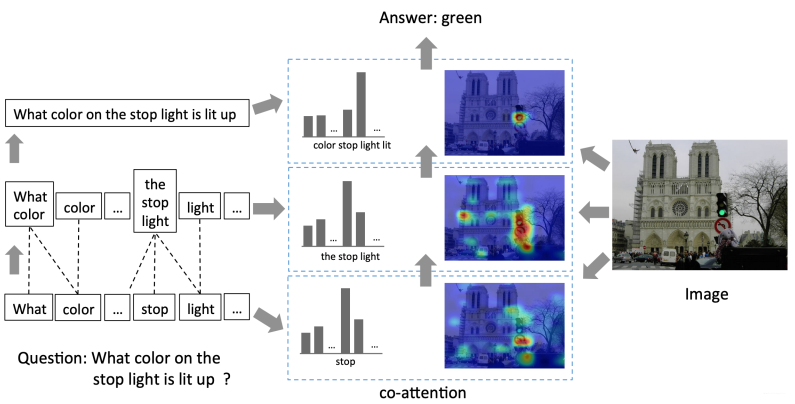 Answer: green
What color on the stop light is lit up
... ...
color stop light lit
What
color
color
...
the
stop
light
light
...
... ...
the stop light
Image
What
color
...
stop
light
...
... ...
stop
Question: What color on the
stop light is lit up ?
co-attention